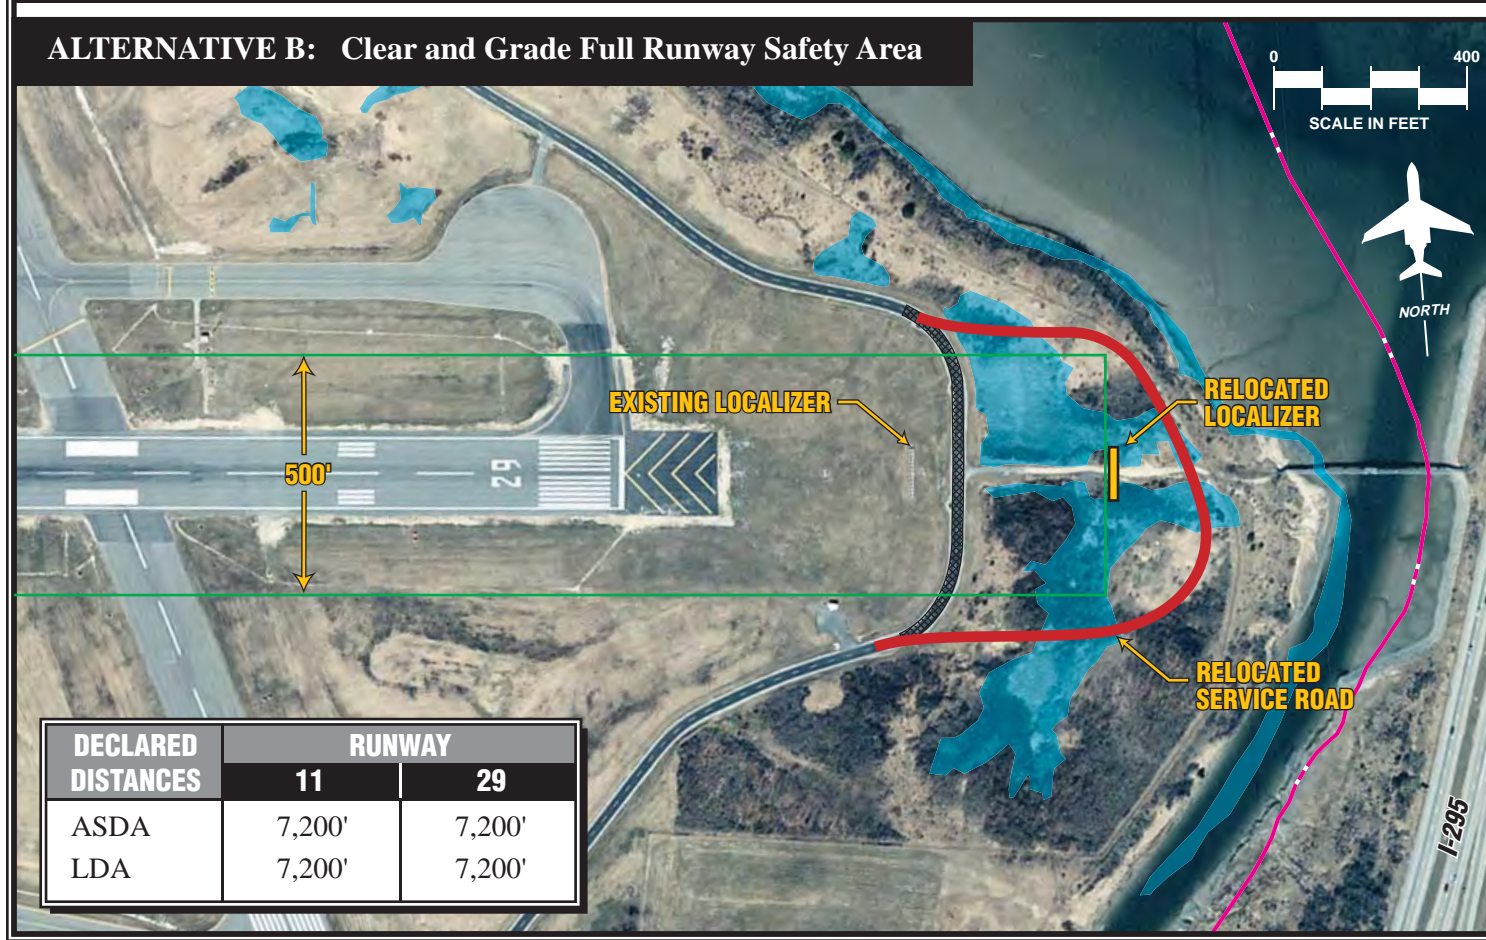 ALTERNATIVE B: Clear and Grade Full Runway Safety Area
0 400
SCALE IN FEET
NORTH
EXISTING LOCALIZER
RELOCATED
LOCALIZER
500'
29
RELOCATED
SERVICE ROAD
I-295
DECLARED
DISTANCES
RUNWAY
11 29
ASDA 7,200' 7,200'
LDA 7,200' 7,200'